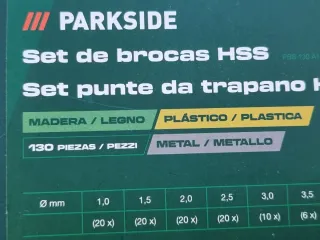 PARKSIDE
Set de brocas HSS
Set punte da trapano
MADERA / LEGNO PLÁSTICO / PLASTICA
130 PIEZAS / PEZZI METAL / METALLO
Ø mm 1,0 1,5 2,0 2,5 3,0 3,5
(20 x) (20 x) (20 x) (20 x) (10 x) (6 x)